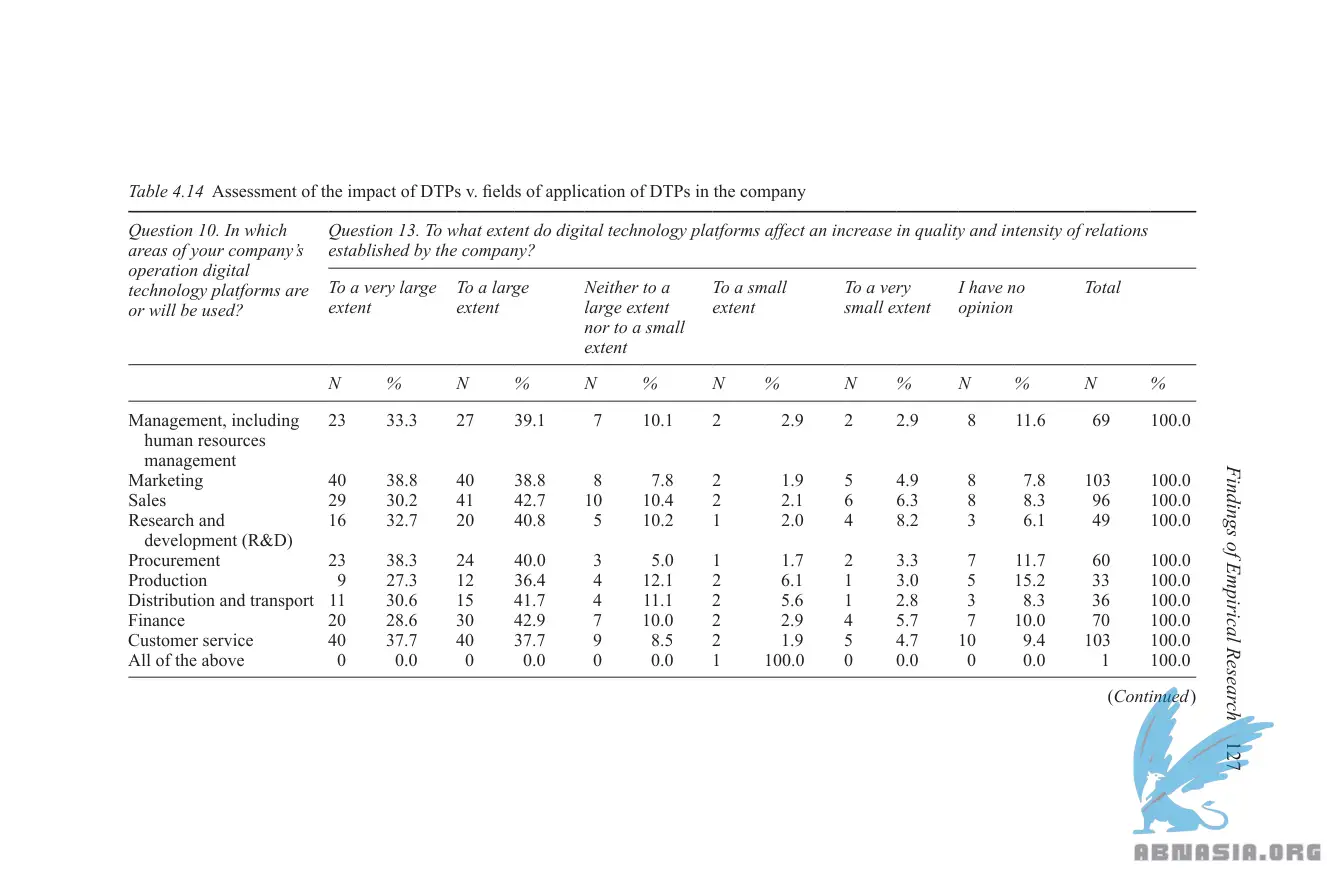 Table 4.14 Assessment of the impact of DTPs v. fields of application of DTPs in the company
Question 10. In which areas of your company's operation digital technology platforms are or will be used?
Question 13. To what extent do digital technology platforms affect an increase in quality and intensity of relations established by the company?
To a very large extent To a large extent Neither to a large extent nor to a small extent To a small extent To a very small extent I have no opinion Total
N % N % N % N % N % N % N %
Management, including human resources management 23 33.3 27 39.1 7 10.1 2 2.9 2 2.9 8 11.6 69 100.0
Marketing 40 38.8 40 38.8 8 7.8 2 1.9 5 4.9 8 7.8 103 100.0
Sales 29 30.2 41 42.7 10 10.4 2 2.1 6 6.3 8 8.3 96 100.0
Research and development (R&D) 16 32.7 20 40.8 5 10.2 1 2.0 4 8.2 3 6.1 49 100.0
Procurement 23 38.3 24 40.0 3 5.0 1 1.7 2 3.3 7 11.7 60 100.0
Production 9 27.3 12 36.4 4 12.1 2 6.1 1 3.0 5 15.2 33 100.0
Distribution and transport 11 30.6 15 41.7 4 11.1 2 5.6 1 2.8 3 8.3 36 100.0
Finance 20 28.6 30 42.9 7 10.0 2 2.9 4 5.7 7 10.0 70 100.0
Customer service 40 37.7 40 37.7 9 8.5 2 1.9 5 4.7 10 9.4 103 100.0
All of the above 0 0.0 0 0.0 0 0.0 1 100.0 0 0.0 0 0.0 1 100.0
(Continued)
Findings of Empirical Research 127
ABNASIA.ORG